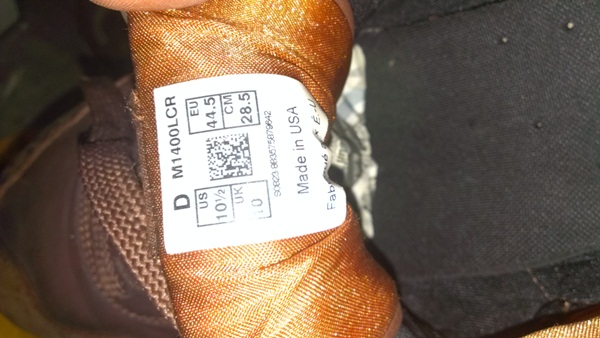 D M1400LCR
US 10½
UK 10
EU 44.5
CM 28.5
Made in USA